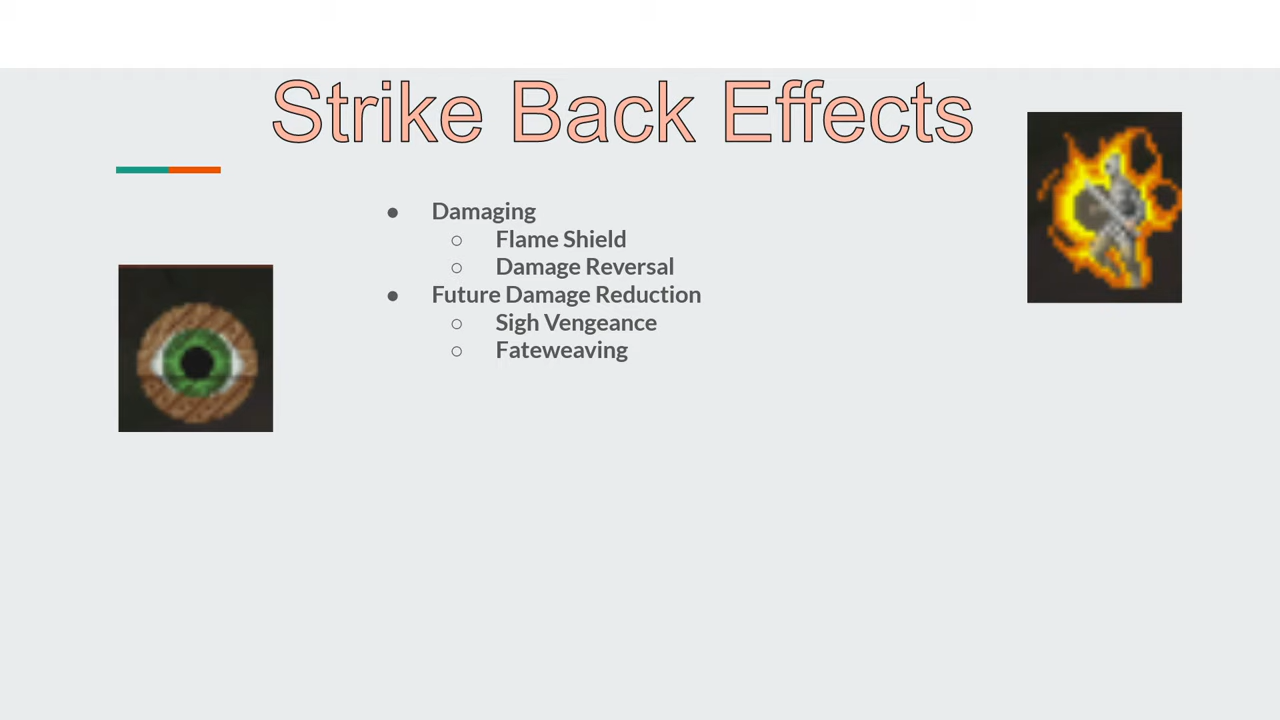 Strike Back Effects
● Damaging
○ Flame Shield
○ Damage Reversal
● Future Damage Reduction
○ Sigh Vengeance
○ Fateweaving